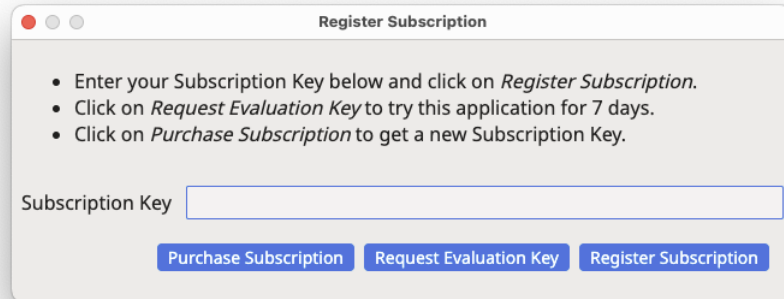 Register Subscription
• Enter your Subscription Key below and click on Register Subscription.
• Click on Request Evaluation Key to try this application for 7 days.
• Click on Purchase Subscription to get a new Subscription Key.
Subscription Key
Purchase Subscription Request Evaluation Key Register Subscription